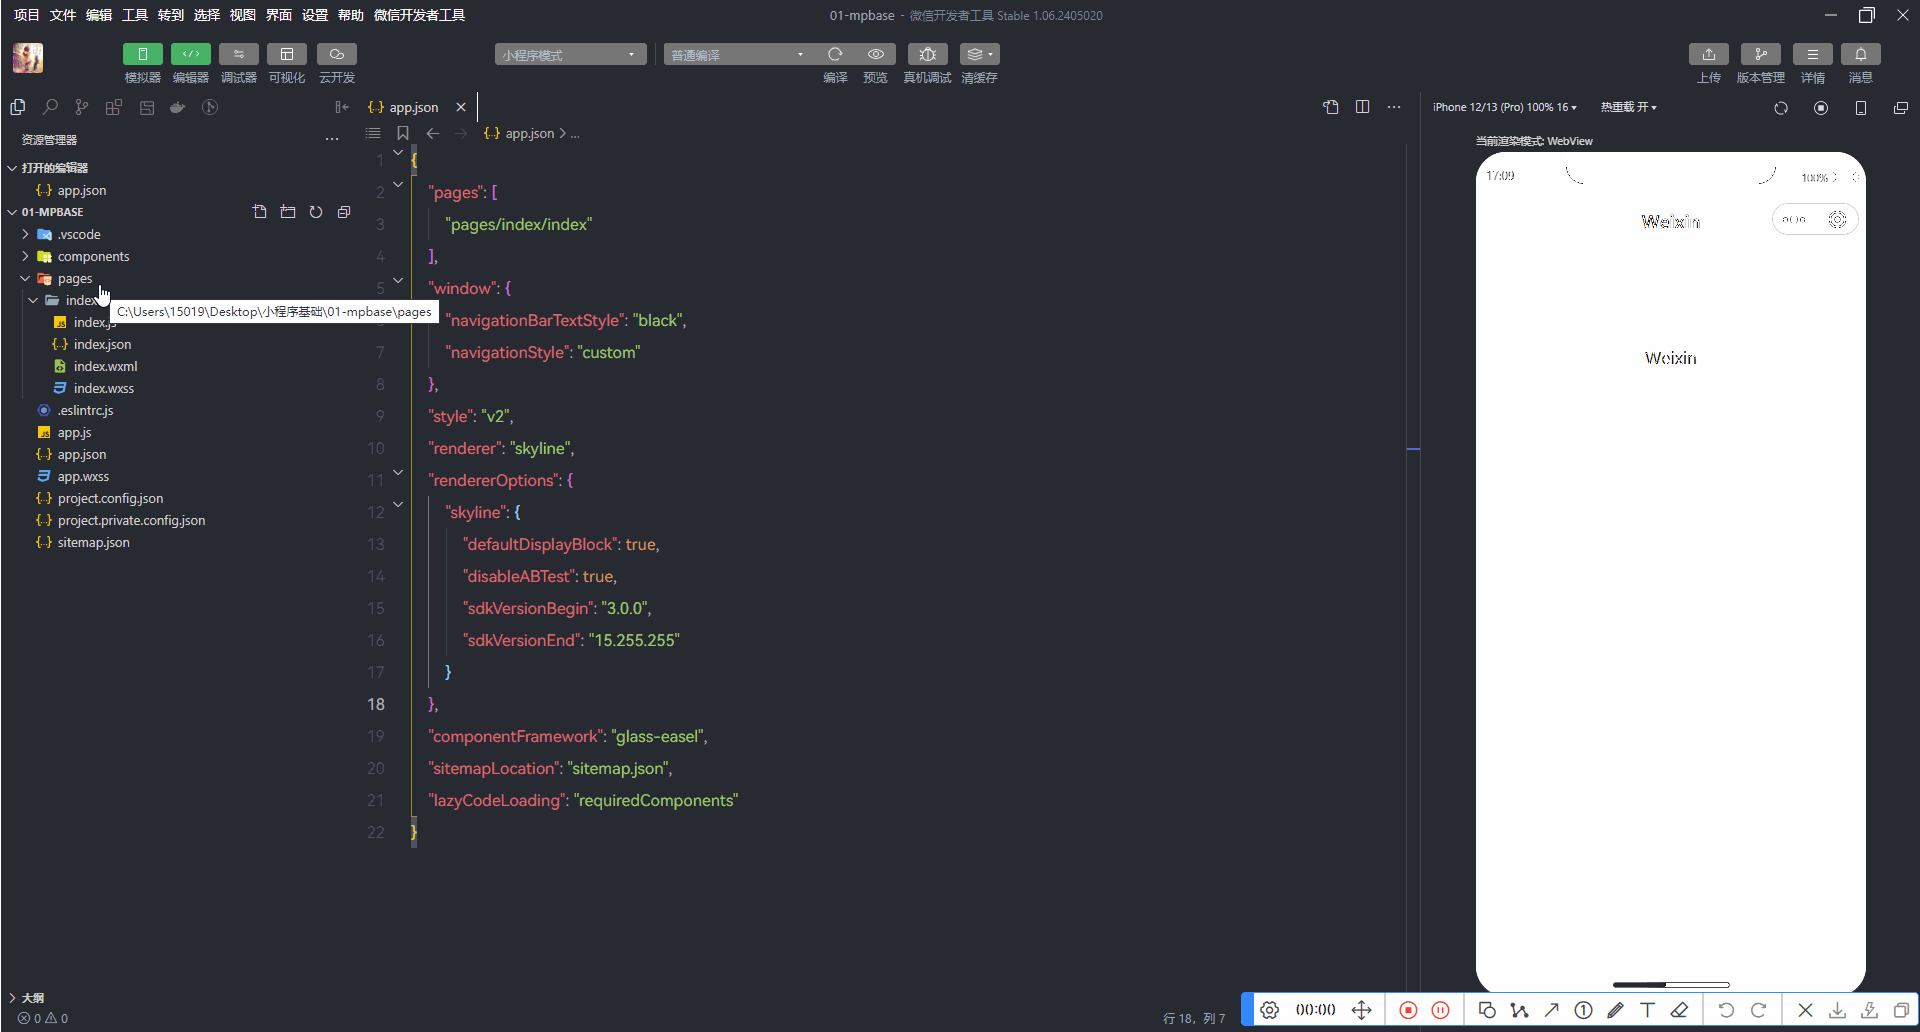 项目 文件 编辑 工具 转到 选择 视图 界面 设置 帮助 微信开发者工具
01-mpbase - 微信开发者工具 Stable 1.06.2405020
模拟器 编辑器 调试器 可视化 云开发
小程序模式
普通编译
编译 预览 真机调试 清缓存
上传 版本管理 详情 消息
资源管理器
打开的编辑器
app.json
01-MPBASE
.vscode
components
pages
index
C:\Users\15019\Desktop\小程序基础\01-mpbase\pages
index.js
index.json
index.wxml
index.wxss
.eslintrc.js
app.js
app.json
app.wxss
project.config.json
project.private.config.json
sitemap.json
大纲
0 0
app.json
app.json > ...
1 {
2 "pages": [
3 "pages/index/index"
4 ],
5 "window": {
"navigationBarTextStyle": "black",
7 "navigationStyle": "custom"
8 },
9 "style": "v2",
10 "renderer": "skyline",
11 "rendererOptions": {
12 "skyline": {
13 "defaultDisplayBlock": true,
14 "disableABTest": true,
15 "sdkVersionBegin": "3.0.0",
16 "sdkVersionEnd": "15.255.255"
17 }
18 },
19 "componentFramework": "glass-easel",
20 "sitemapLocation": "sitemap.json",
21 "lazyCodeLoading": "requiredComponents"
22 }
行 18，列 7
iPhone 12/13 (Pro) 100% 16
热重载 开
当前渲染模式: WebView
17:09
100%
Weixin
Weixin